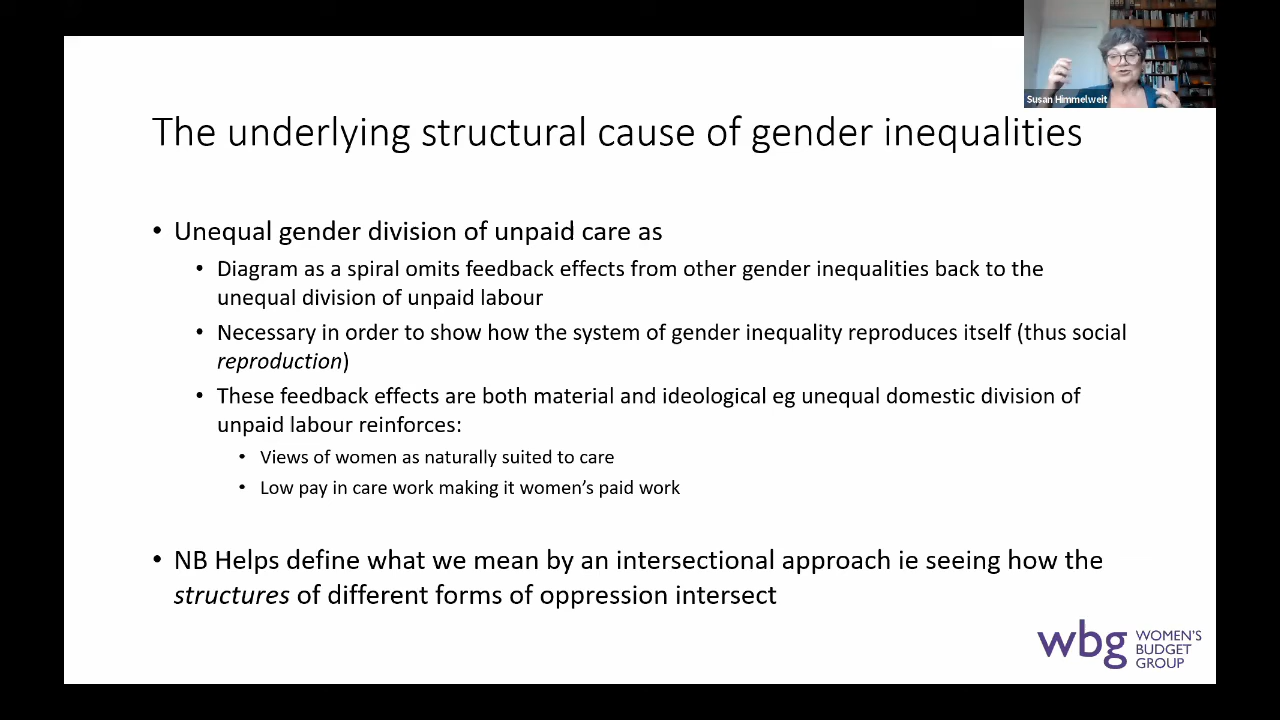 Susan Himmelweit
The underlying structural cause of gender inequalities
• Unequal gender division of unpaid care as
• Diagram as a spiral omits feedback effects from other gender inequalities back to the
unequal division of unpaid labour
• Necessary in order to show how the system of gender inequality reproduces itself (thus social
reproduction)
• These feedback effects are both material and ideological eg unequal domestic division of
unpaid labour reinforces:
• Views of women as naturally suited to care
• Low pay in care work making it women’s paid work
• NB Helps define what we mean by an intersectional approach ie seeing how the
structures of different forms of oppression intersect
wbg
WOMEN'S
BUDGET
GROUP